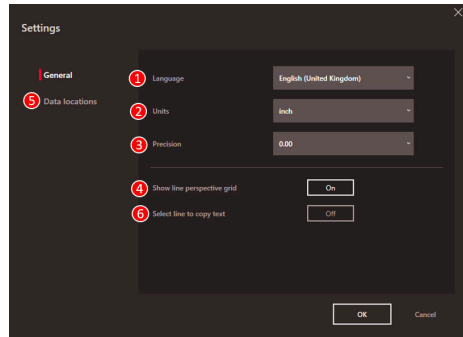 Settings
General
1 Language English (United Kingdom)
5 Data locations
2 Units inch
3 Precision 0.00
4 Show line perspective grid On
6 Select line to copy text Off
OK Cancel